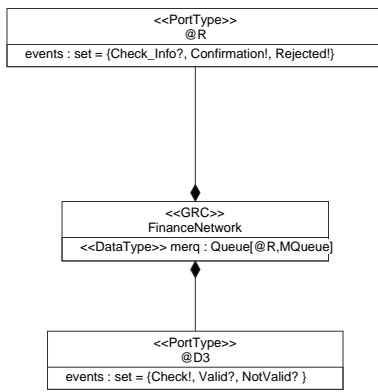 <<PortType>>
@R
events : set = {Check_Info?, Confirmation!, Rejected!}
<<GRC>>
FinanceNetwork
<<DataType>> merq : Queue[@R,MQueue]
<<PortType>>
@D3
events : set = {Check!, Valid?, NotValid? }